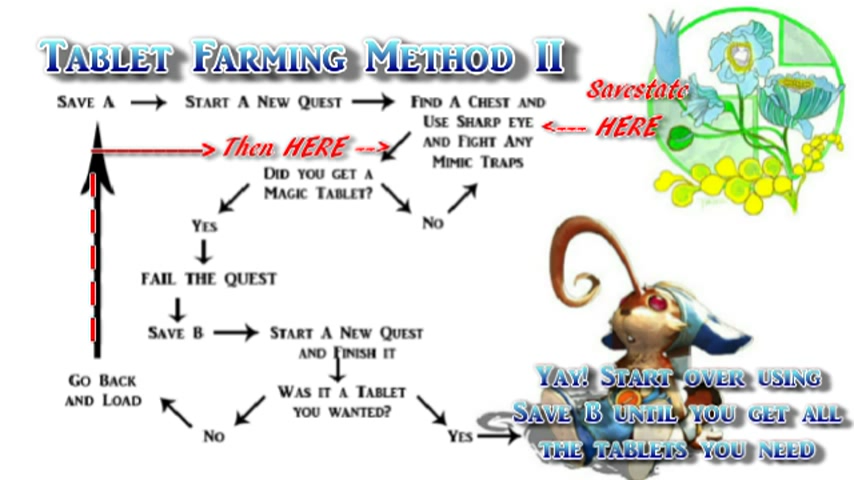 Tablet Farming Method II
Save A
Start A New Quest
Find A Chest and
Use Sharp eye
and Fight Any
Mimic Traps
Savestate
<--- HERE
Then HERE -->
Did you get a
Magic Tablet?
Yes
No
Fail the Quest
Save B
Start A New Quest
and Finish it
Was it a Tablet
you wanted?
Go Back
and Load
No
Yes
Yay! Start over using
Save B until you get all
the tablets you need